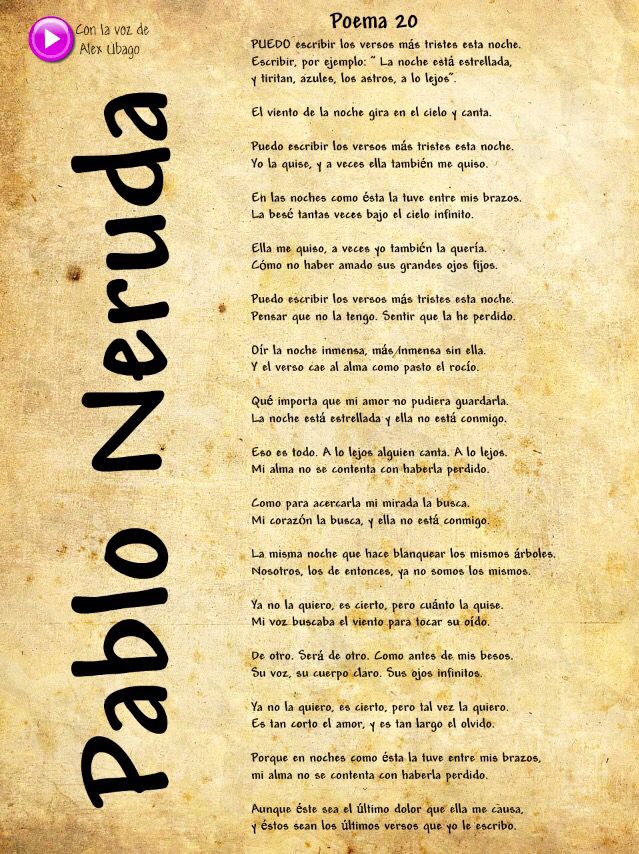 Con la voz de
Alex Ubago
Pablo Neruda
Poema 20
PUEDO escribir los versos más tristes esta noche.
Escribir, por ejemplo: " La noche está estrellada,
y tiritan, azules, los astros, a lo lejos".
El viento de la noche gira en el cielo y canta.
Puedo escribir los versos más tristes esta noche.
Yo la quise, y a veces ella también me quiso.
En las noches como ésta la tuve entre mis brazos.
La besé tantas veces bajo el cielo infinito.
Ella me quiso, a veces yo también la quería.
Cómo no haber amado sus grandes ojos fijos.
Puedo escribir los versos más tristes esta noche.
Pensar que no la tengo. Sentir que la he perdido.
Oír la noche inmensa, más inmensa sin ella.
Y el verso cae al alma como pasto el rocío.
Qué importa que mi amor no pudiera guardarla.
La noche está estrellada y ella no está conmigo.
Eso es todo. A lo lejos alguien canta. A lo lejos.
Mi alma no se contenta con haberla perdido.
Como para acercarla mi mirada la busca.
Mi corazón la busca, y ella no está conmigo.
La misma noche que hace blanquear los mismos árboles.
Nosotros, los de entonces, ya no somos los mismos.
Ya no la quiero, es cierto, pero cuánto la quise.
Mi voz buscaba el viento para tocar su oído.
De otro. Será de otro. Como antes de mis besos.
Su voz, su cuerpo claro. Sus ojos infinitos.
Ya no la quiero, es cierto, pero tal vez la quiero.
Es tan corto el amor, y es tan largo el olvido.
Porque en noches como ésta la tuve entre mis brazos,
mi alma no se contenta con haberla perdido.
Aunque éste sea el último dolor que ella me causa,
y éstos sean los últimos versos que yo le escribo.